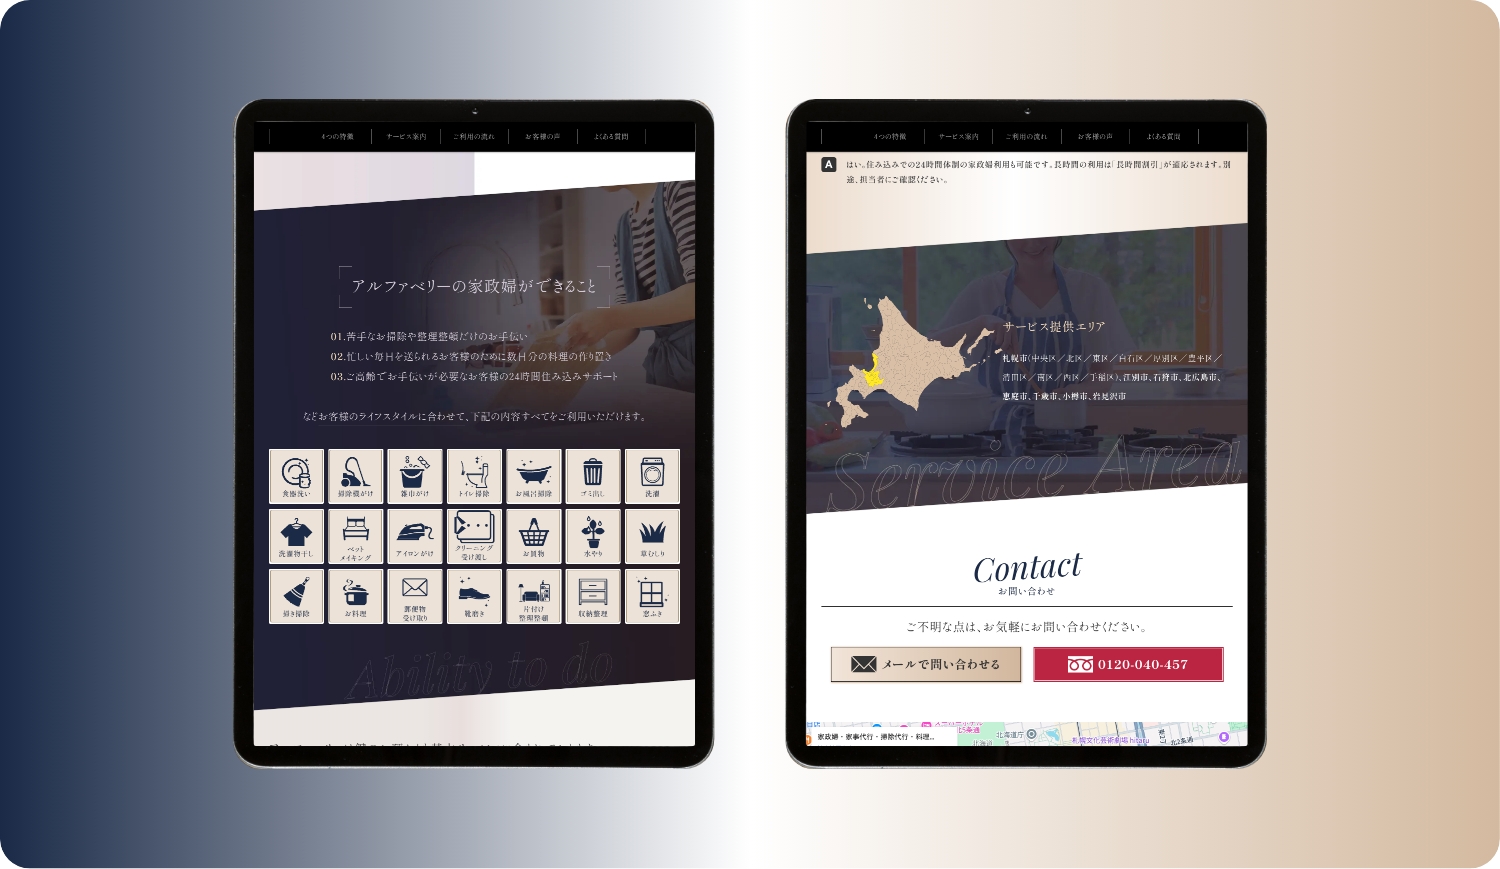 4つの特徴
サービス案内
ご利用の流れ
お客様の声
よくある質問
アルファベリーの家政婦ができること
01.苦手なお掃除や整理整頓だけのお手伝い
02.忙しい毎日を送られるお客様のために数日分の料理の作り置き
03.ご高齢でお手伝いが必要なお客様の24時間住み込みサポート
などお客様のライフスタイルに合わせて、下記の内容すべてをご利用いただけます。
食器洗い
掃除機がけ
雑巾がけ
トイレ掃除
お風呂掃除
ゴミ出し
洗濯
洗濯物干し
ベット
メイキング
アイロンがけ
クリーニング
受け渡し
お買物
水やり
草むしり
掃き掃除
お料理
郵便物
受け取り
靴磨き
片付け
整理整頓
収納整理
窓ふき
Ability to do
4つの特徴
サービス案内
ご利用の流れ
お客様の声
よくある質問
A
はい。住み込みでの24時間体制の家政婦利用も可能です。長時間の利用は「長時間割引」が適応されます。別
途、担当者にご確認ください。
サービス提供エリア
札幌市(中央区／北区／東区／白石区／厚別区／豊平区／
清田区／南区／西区／手稲区)、江別市、石狩市、北広島市、
恵庭市、千歳市、小樽市、岩見沢市
Service Area
Contact
お問い合わせ
ご不明な点は、お気軽にお問い合わせください。
メールで問い合わせる
0120-040-457
家政婦・家事代行・掃除代行・料理...
北5条通
北海道庁
北海道
札幌文化芸術劇場 hitaru
北2条通